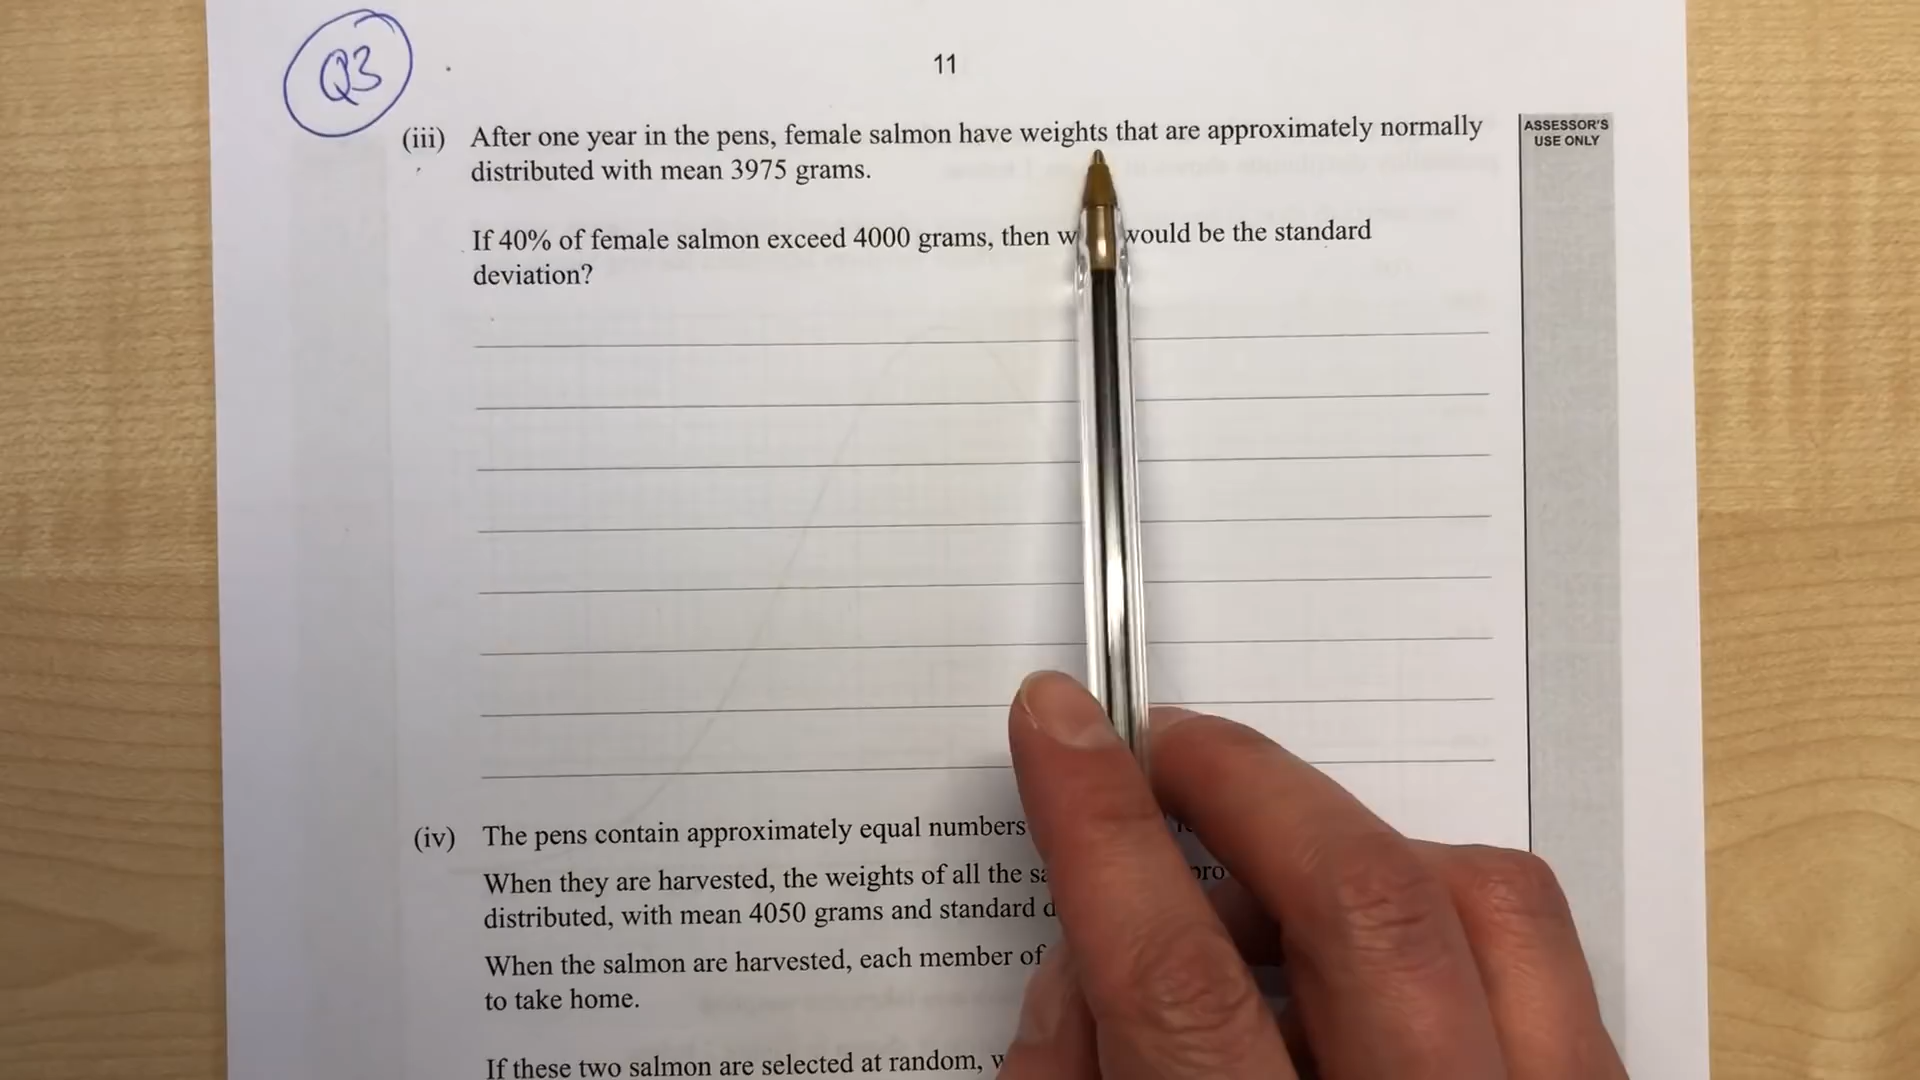 Q3
11
(iii) After one year in the pens, female salmon have weights that are approximately normally
distributed with mean 3975 grams.
ASSESSOR'S
USE ONLY
If 40% of female salmon exceed 4000 grams, then would be the standard
deviation?
(iv) The pens contain approximately equal numbers
When they are harvested, the weights of all the
distributed, with mean 4050 grams and standard
When the salmon are harvested, each member of
to take home.
If these two salmon are selected at random,